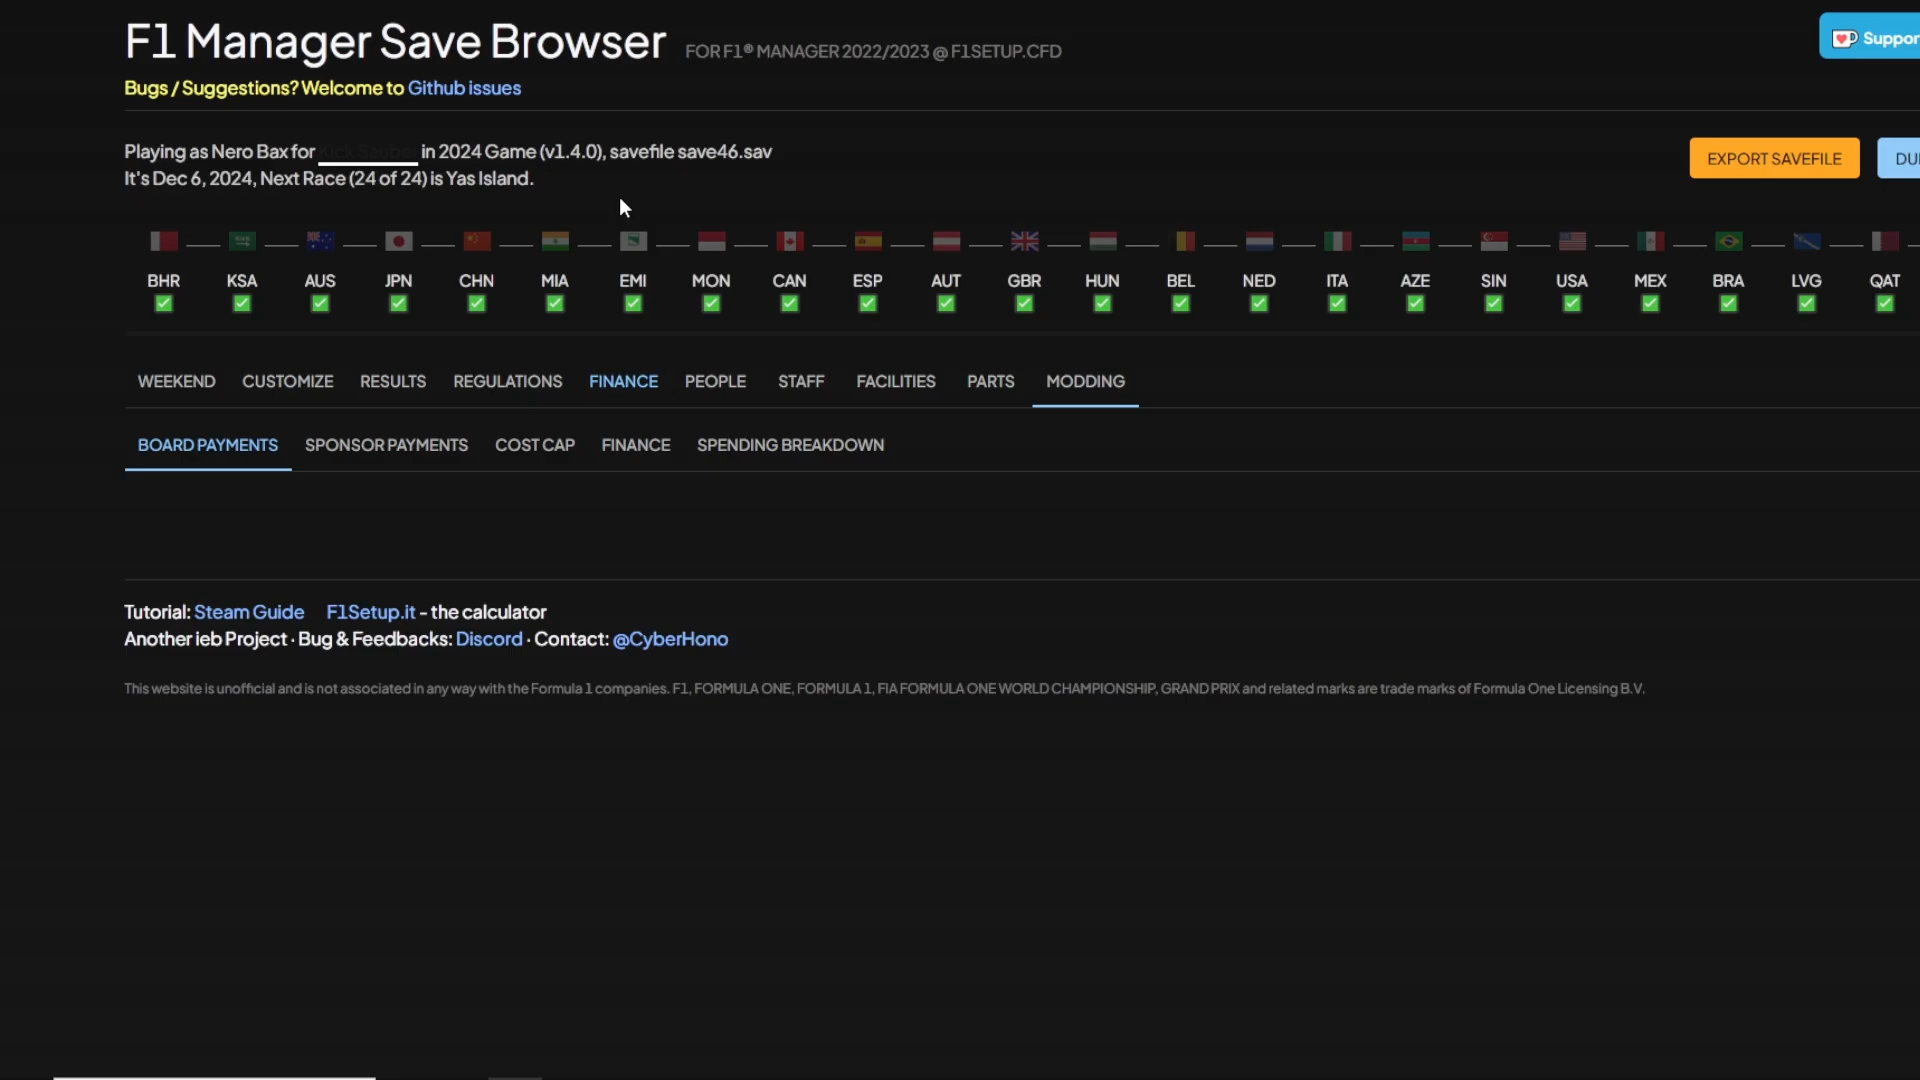 F1 Manager Save Browser FOR F1® MANAGER 2022/2023 @ F1SETUP.CFD
Suppor
Bugs / Suggestions? Welcome to Github issues
Playing as Nero Bax for Kick Sauber in 2024 Game (v1.4.0), savefile save46.sav
It's Dec 6, 2024, Next Race (24 of 24) is Yas Island.
EXPORT SAVEFILE
DU
BHR KSA AUS JPN CHN MIA EMI MON CAN ESP AUT GBR HUN BEL NED ITA AZE SIN USA MEX BRA LVG QAT
WEEKEND CUSTOMIZE RESULTS REGULATIONS FINANCE PEOPLE STAFF FACILITIES PARTS MODDING
BOARD PAYMENTS SPONSOR PAYMENTS COST CAP FINANCE SPENDING BREAKDOWN
Tutorial: Steam Guide F1Setup.it - the calculator
Another ieb Project · Bug & Feedbacks: Discord · Contact: @CyberHono
This website is unofficial and is not associated in any way with the Formula 1 companies. F1, FORMULA ONE, FORMULA 1, FIA FORMULA ONE WORLD CHAMPIONSHIP, GRAND PRIX and related marks are trade marks of Formula One Licensing B.V.